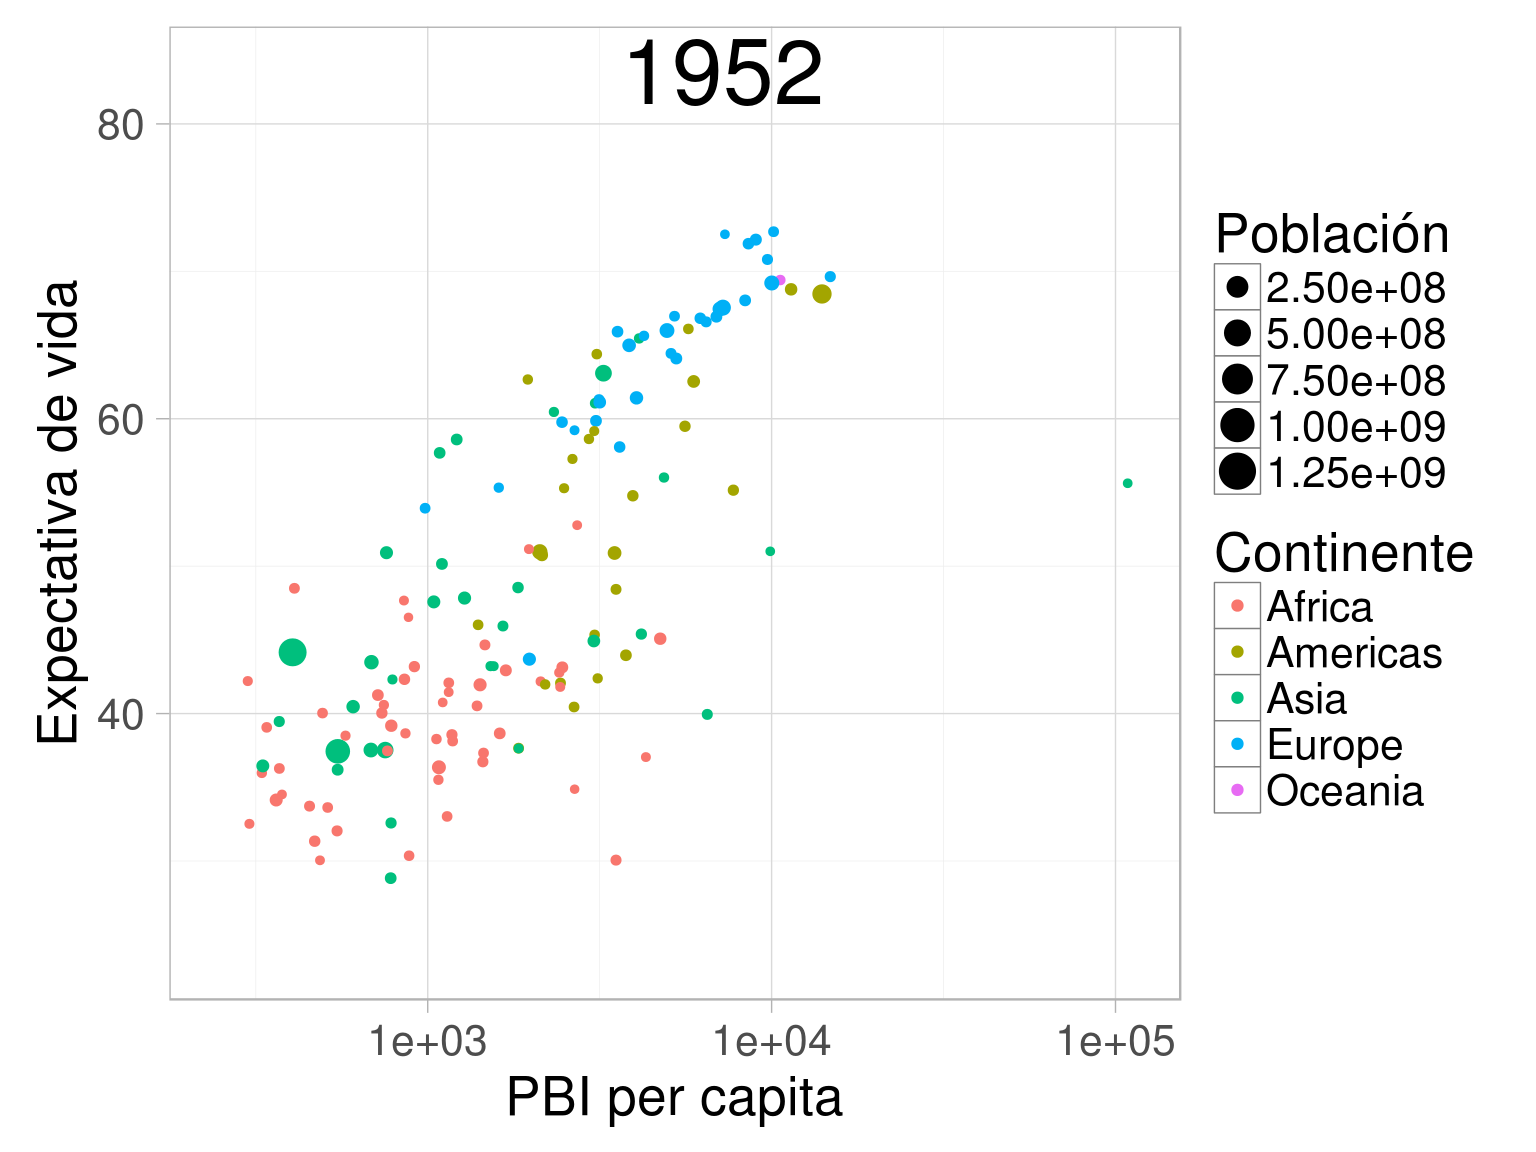 1952
80
60
40
Expectativa de vida
1e+03
1e+04
1e+05
PBI per capita
Población
2.50e+08
5.00e+08
7.50e+08
1.00e+09
1.25e+09
Continente
Africa
Americas
Asia
Europe
Oceania